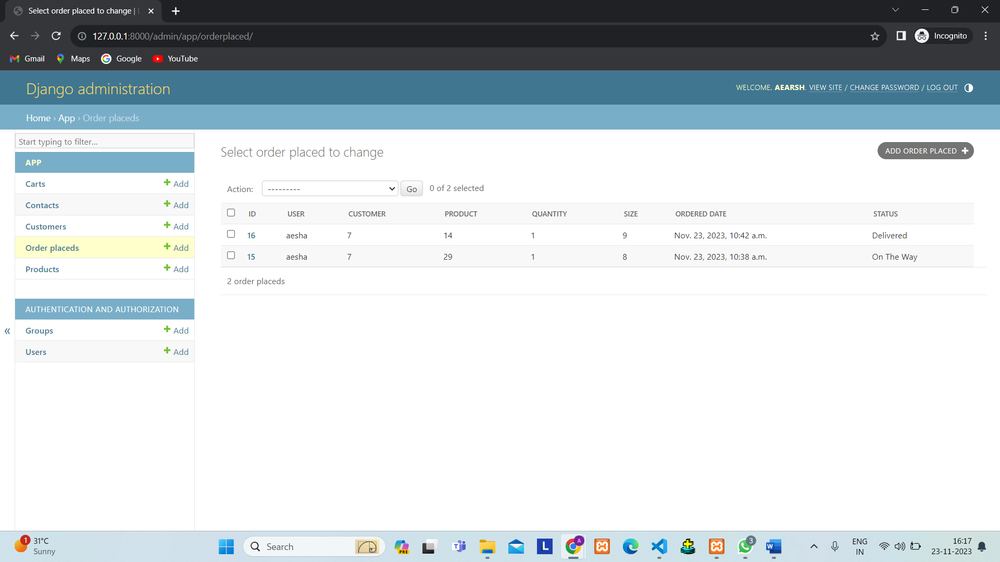 Select order placed to change |
127.0.0.1:8000/admin/app/orderplaced/
Incognito
Gmail Maps Google YouTube
Django administration
WELCOME, AEARSH. VIEW SITE / CHANGE PASSWORD / LOG OUT
Home › App › Order placeds
Start typing to filter...
APP
Carts Add
Contacts Add
Customers Add
Order placeds Add
Products Add
AUTHENTICATION AND AUTHORIZATION
Groups Add
Users Add
«
Select order placed to change
ADD ORDER PLACED
Action: --------- Go 0 of 2 selected
ID USER CUSTOMER PRODUCT QUANTITY SIZE ORDERED DATE STATUS
16 aesha 7 14 1 9 Nov. 23, 2023, 10:42 a.m. Delivered
15 aesha 7 29 1 8 Nov. 23, 2023, 10:38 a.m. On The Way
2 order placeds
1
31°C
Sunny
Search
PRE
T
L
A
3
W
ENG
IN
16:17
23-11-2023